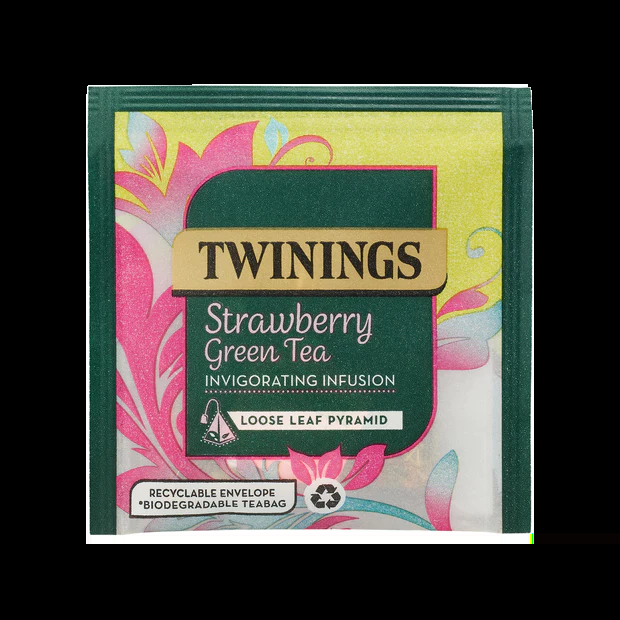 TWININGS
Strawberry
Green Tea
INVIGORATING INFUSION
LOOSE LEAF PYRAMID
RECYCLABLE ENVELOPE
*BIODEGRADABLE TEABAG